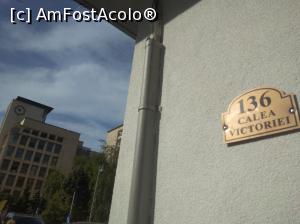 [c] AmFostAcolo®
136
CALEA
VICTORIEI